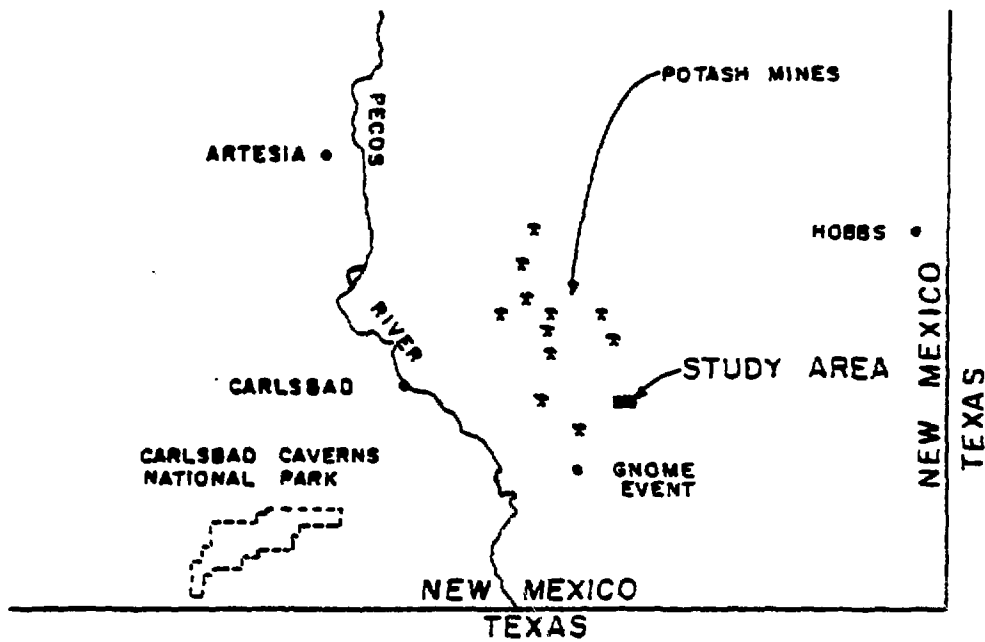 POTASH MINES
PECOS
ARTESIA
HOBBS
RIVER
NEW MEXICO
TEXAS
STUDY AREA
CARLSBAD
CARLSBAD CAVERNS
NATIONAL PARK
GNOME
EVENT
NEW MEXICO
TEXAS